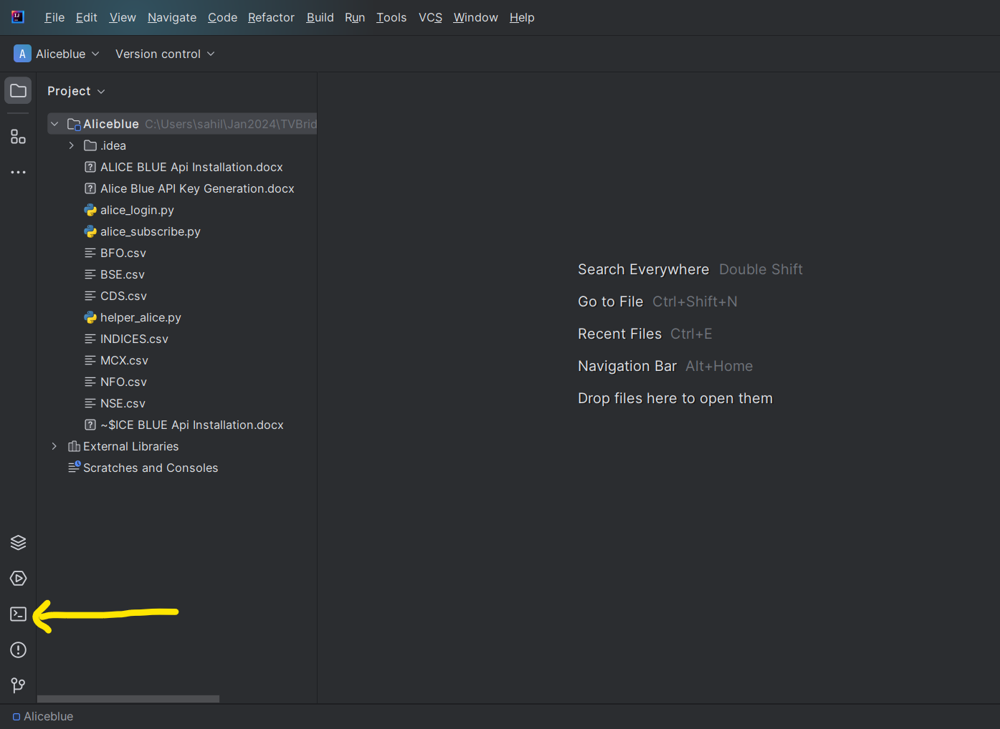 File Edit View Navigate Code Refactor Build Run Tools VCS Window Help
A Aliceblue Version control
Project
Aliceblue C:\Users\sahil\Jan2024\TVBrid
.idea
ALICE BLUE Api Installation.docx
Alice Blue API Key Generation.docx
alice_login.py
alice_subscribe.py
BFO.csv
BSE.csv
CDS.csv
helper_alice.py
INDICES.csv
MCX.csv
NFO.csv
NSE.csv
~$ICE BLUE Api Installation.docx
External Libraries
Scratches and Consoles
Search Everywhere Double Shift
Go to File Ctrl+Shift+N
Recent Files Ctrl+E
Navigation Bar Alt+Home
Drop files here to open them
Aliceblue